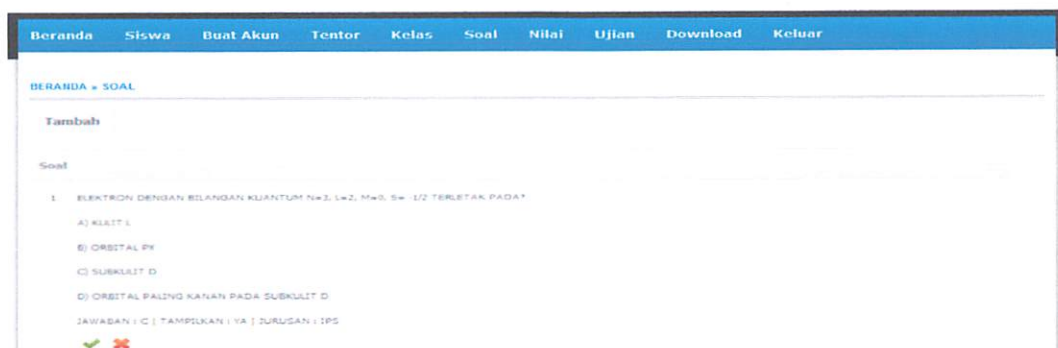 Beranda Siswa Buat Akun Tentor Kelas Soal Nilai Ujian Download Keluar
BERANDA » SOAL
Tambah
Soal
1. ELEKTRON DENGAN BILANGAN KUANTUM N=3, L=2, M=0, S= -1/2 TERLETAK PADA?
A) KULIT L
B) ORBITAL PX
C) SUBKULIT D
D) ORBITAL PALING KANAN PADA SUBKULIT D
JAWABAN : C | TAMPILKAN : YA | JURUSAN : IPS